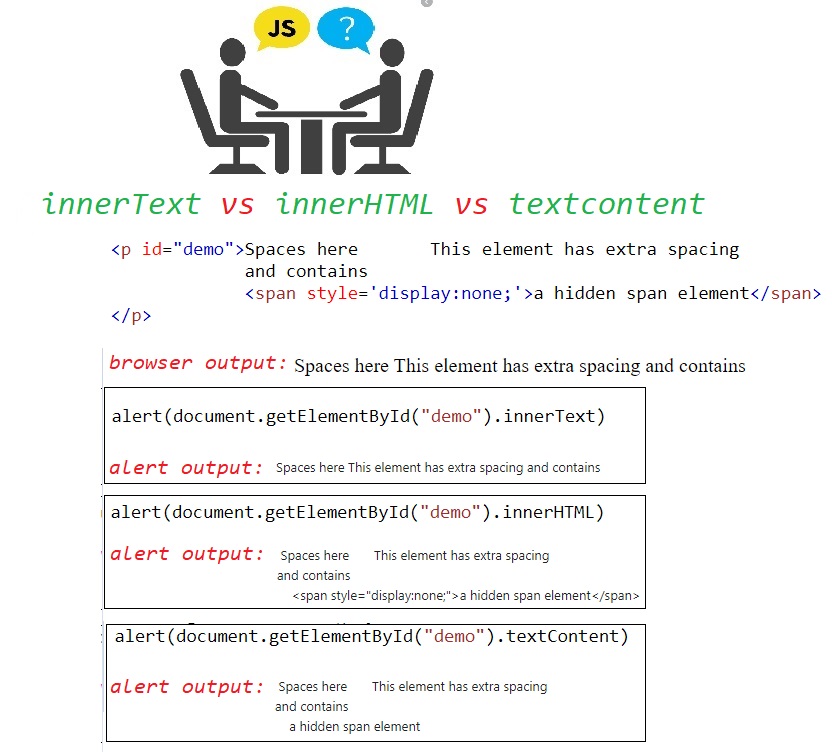 JS ?
innerText vs innerHTML vs textcontent
<p id="demo">Spaces here This element has extra spacing
and contains
<span style='display:none;'>a hidden span element</span>
</p>
browser output: Spaces here This element has extra spacing and contains
alert(document.getElementById("demo").innerText)
alert output: Spaces here This element has extra spacing and contains
alert(document.getElementById("demo").innerHTML)
alert output: Spaces here This element has extra spacing
and contains
<span style="display:none;">a hidden span element</span>
alert(document.getElementById("demo").textContent)
alert output: Spaces here This element has extra spacing
and contains
a hidden span element